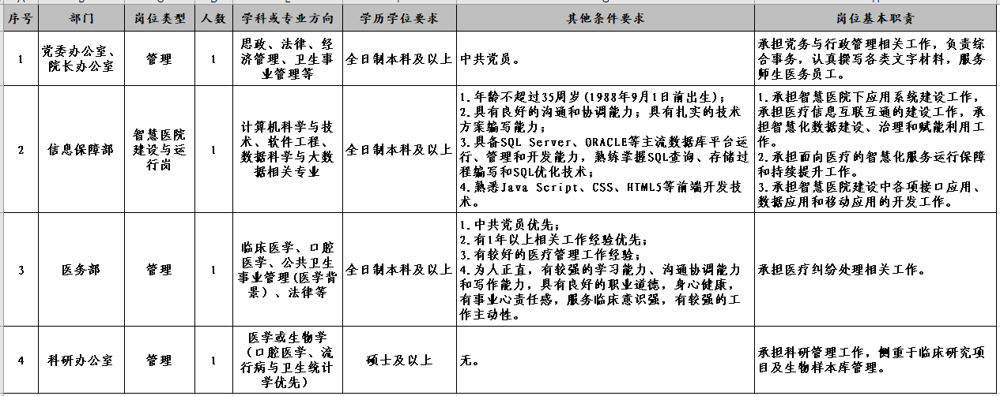 序号 部门 岗位类型 人数 学科或专业方向 学历学位要求 其他条件要求 岗位基本职责
1
党委办公室、
院长办公室
管理
1
思政、法律、经
济管理、卫生事
业管理等
全日制本科及以上
中共党员。
承担党务与行政管理相关工作，负责综
合事务，认真撰写各类文字材料，服务
师生医务员工。
2
信息保障部
智慧医院
建设与运
行岗
1
计算机科学与技
术、软件工程、
数据科学与大数
据相关专业
全日制本科及以上
1.年龄不超过35周岁(1988年9月1日前出生)；
2.具有良好的沟通和协调能力；具有扎实的技术
方案编写能力；
3.具备SQL Server、ORACLE等主流数据库平台运
行、管理和开发能力，熟练掌握SQL查询、存储过
程编写和SQL优化技术；
4.熟悉Java Script、CSS、HTML5等前端开发技
术。
1.承担智慧医院下应用系统建设工作，
承担医疗信息互联互通的建设工作，承
担智慧化数据建设、治理和赋能利用工
作。
2.承担面向医疗的智慧化服务运行保障
和持续提升工作。
3.承担智慧医院建设中各项接口应用、
数据应用和移动应用的开发工作。
3
医务部
管理
1
临床医学、口腔
医学、公共卫生
事业管理(医学背
景）、法律等
全日制本科及以上
1.中共党员优先；
2.有1年以上相关工作经验优先；
3.有较好的医疗管理工作经验；
4.为人正直，有较强的学习能力、沟通协调能力
和写作能力，具有良好的职业道德，身心健康，
有事业心责任感，服务临床意识强，有较强的工
作主动性。
承担医疗纠纷处理相关工作。
4
科研办公室
管理
1
医学或生物学
（口腔医学、流
行病与卫生统计
学优先）
硕士及以上
无。
承担科研管理工作，侧重于临床研究项
目及生物样本库管理。